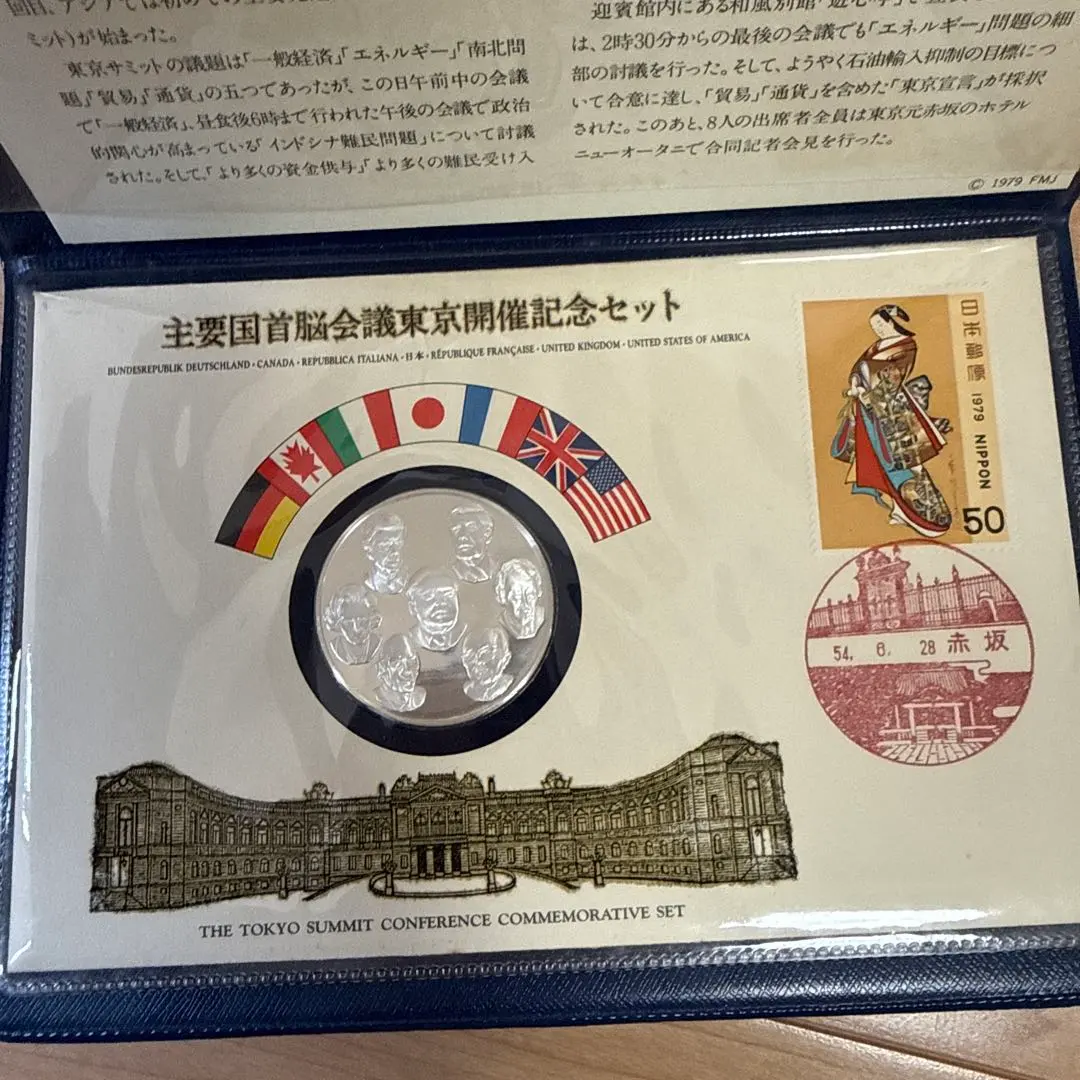 ミット)が始まった。
東京サミットの議題は「一般経済」「エネルギー」「南北問
題」「貿易」「通貨」の五つであったが、この日午前中の会議
で「一般経済」、昼食後6時まで行われた午後の会議で政治
的関心が高まっている「インドシナ難民問題」について討議
された。そして、「より多くの資金供与」「より多くの難民受け入
迎賓館内にある和風別館「遊心亭」で
は、2時30分からの最後の会議でも「エネルギー」問題の細
部の討議を行った。そして、ようやく石油輸入抑制の目標につ
いて合意に達し、「貿易」「通貨」を含めた「東京宣言」が採択
された。このあと、8人の出席者全員は東京元赤坂のホテル
ニューオータニで合同記者会見を行った。
© 1979 FMJ
主要国首脳会議東京開催記念セット
BUNDESREPUBLIK DEUTSCHLAND・CANADA・REPUBBLICA ITALIANA・日本・RÉPUBLIQUE FRANÇAISE・UNITED KINGDOM・UNITED STATES OF AMERICA
日本郵便 1979 NIPPON
50
54. 6. 28 赤坂
THE TOKYO SUMMIT CONFERENCE COMMEMORATIVE SET